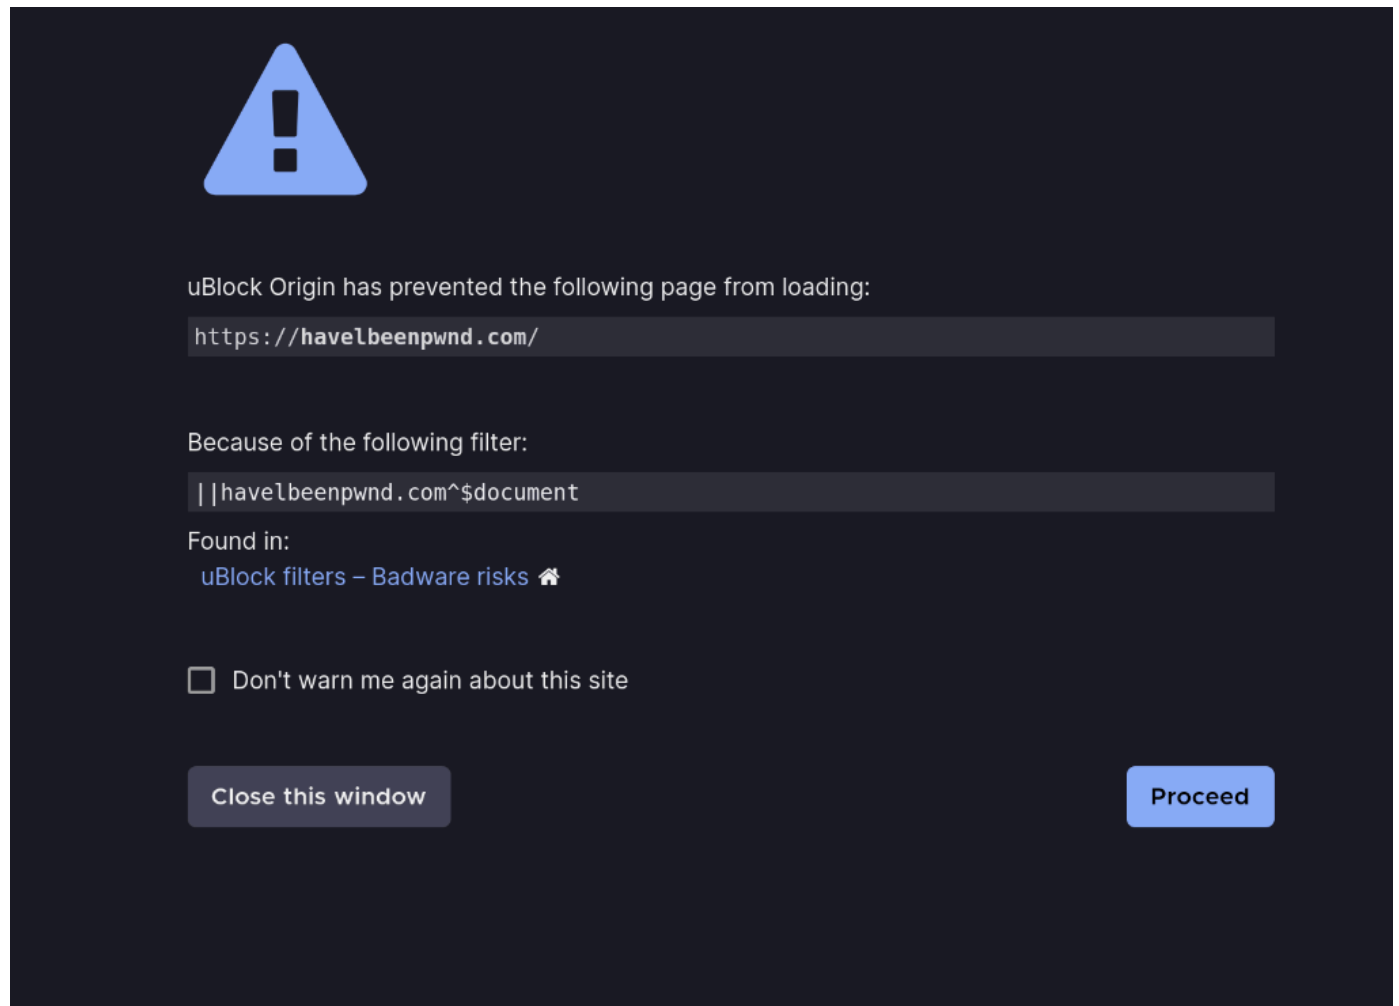 uBlock Origin has prevented the following page from loading:
https://havelbeenpwnd.com/
Because of the following filter:
||havelbeenpwnd.com^$document
Found in:
uBlock filters – Badware risks
Don't warn me again about this site
Close this window
Proceed